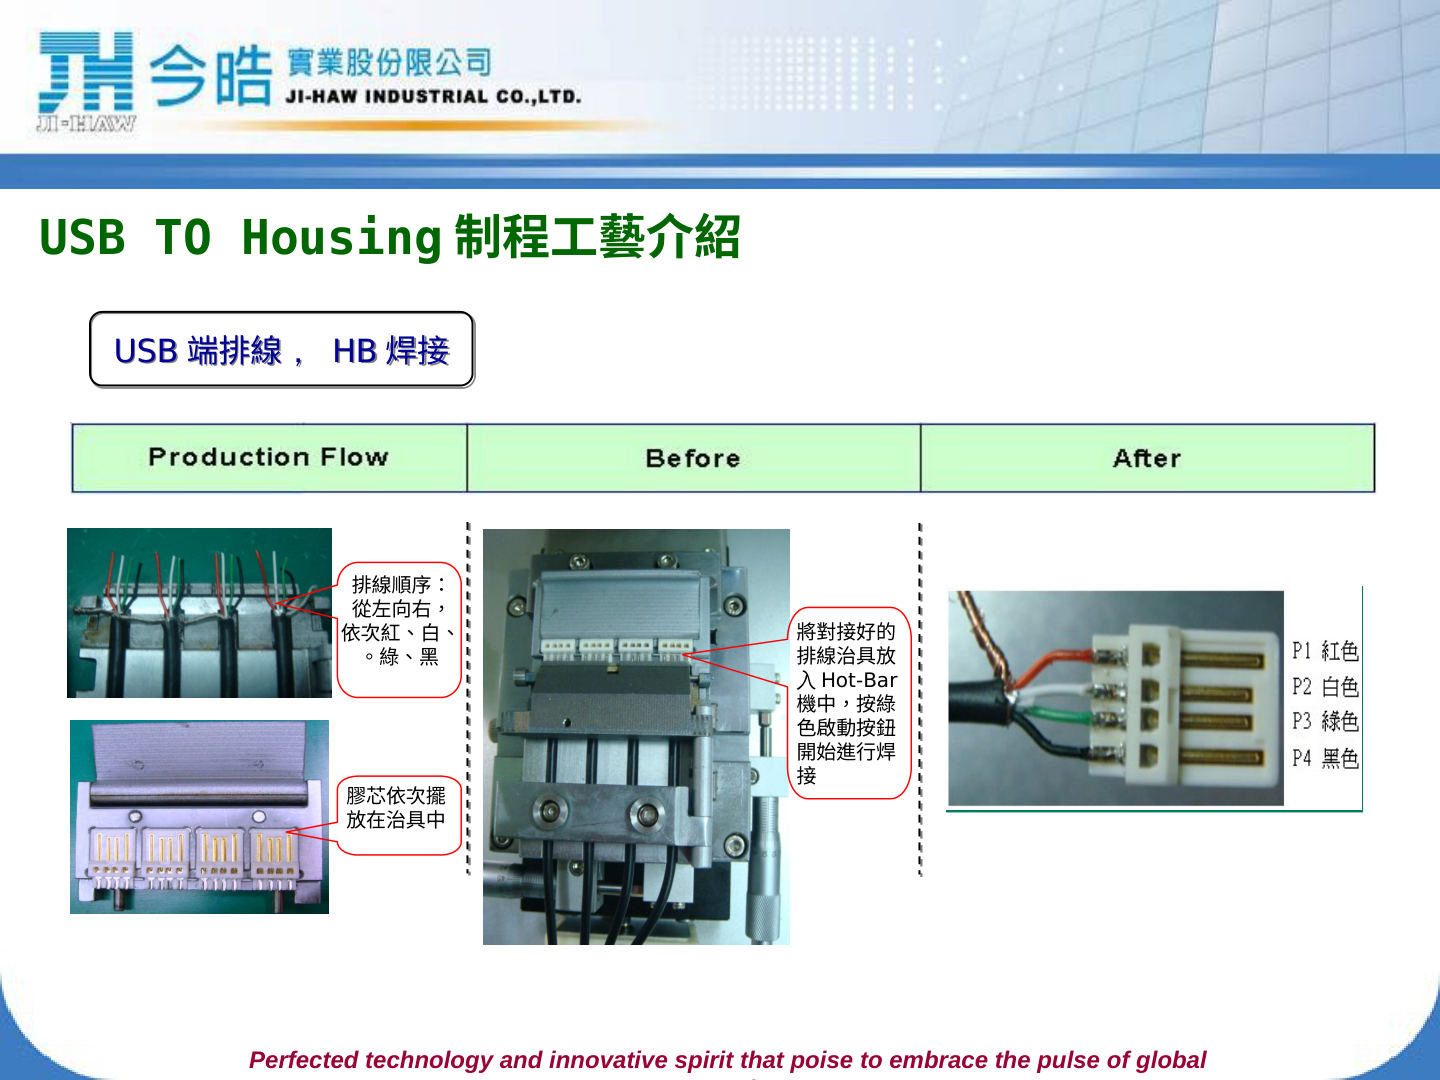 JI-HAW
今皓 實業股份限公司
JI-HAW INDUSTRIAL CO.,LTD.
USB TO Housing 制程工藝介紹
USB 端排線， HB 焊接
Production Flow
Before
After
排線順序：
從左向右，
依次紅、白、
。綠、黑
膠芯依次擺
放在治具中
將對接好的
排線治具放
入 Hot-Bar
機中，按綠
色啟動按鈕
開始進行焊
接
P1 紅色
P2 白色
P3 綠色
P4 黑色
Perfected technology and innovative spirit that poise to embrace the pulse of global